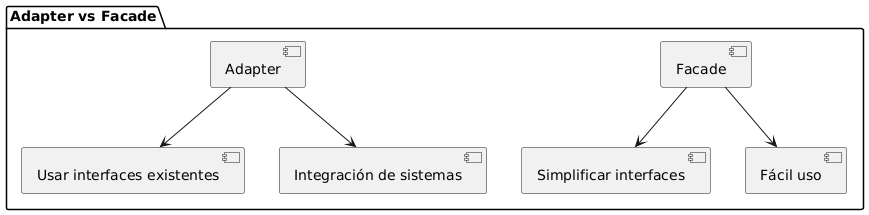 Adapter vs Facade
Adapter
Facade
Usar interfaces existentes
Integración de sistemas
Simplificar interfaces
Fácil uso